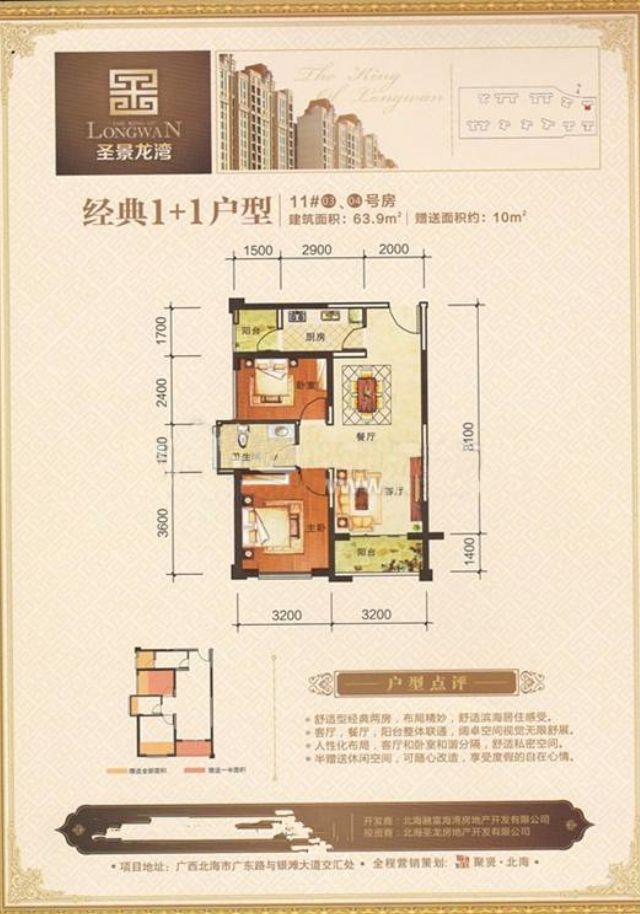 THE KING OF
LONGWAN
圣景龙湾
The King
Of Longwan
经典1+1户型
11#03、04号房
建筑面积：63.9m² 赠送面积约：10m²
1500 2900 2000
1700
2400
1700
3600
8100
1400
阳台
厨房
卧室
餐厅
卫生间
客厅
主卧
阳台
3200 3200
户型点评
舒适型经典两房，布局精妙，舒适滨海居住感受。
客厅，餐厅，阳台整体联通，阔卓空间视觉无限舒展。
人性化布局，客厅和卧室和谐分隔，舒适私密空间。
半赠送休闲空间，可随心改造，享受度假的自在心情。
赠送全部面积 赠送一半面积
开发商：北海融富海湾房地产开发有限公司
投资商：北海圣龙房地产开发有限公司
• 项目地址：广西北海市广东路与银滩大道交汇处 • 全程营销策划： 聚贤·北海 •